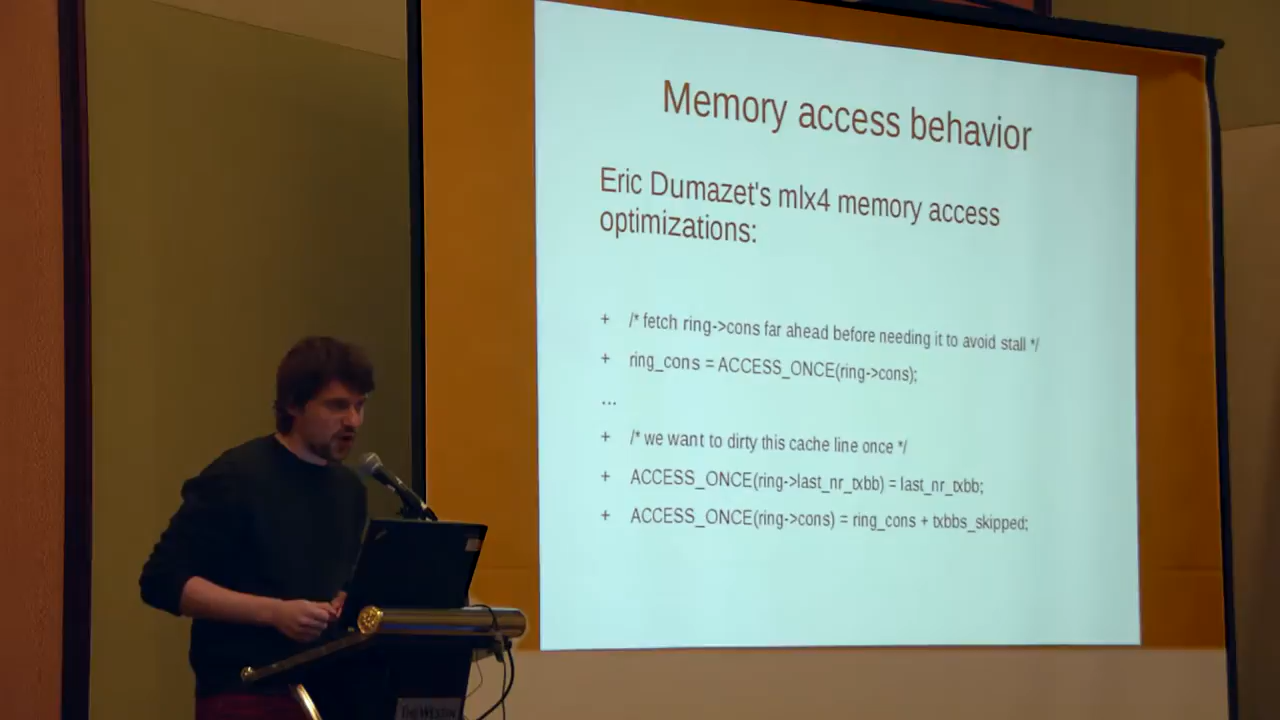 Memory access behavior
Eric Dumazet's mlx4 memory access
optimizations:
+ /* fetch ring->cons far ahead before needing it to avoid stall */
+ ring_cons = ACCESS_ONCE(ring->cons);
...
+ /* we want to dirty this cache line once */
+ ACCESS_ONCE(ring->last_nr_txbb) = last_nr_txbb;
+ ACCESS_ONCE(ring->cons) = ring_cons + txbbs_skipped;
THE WESTIN